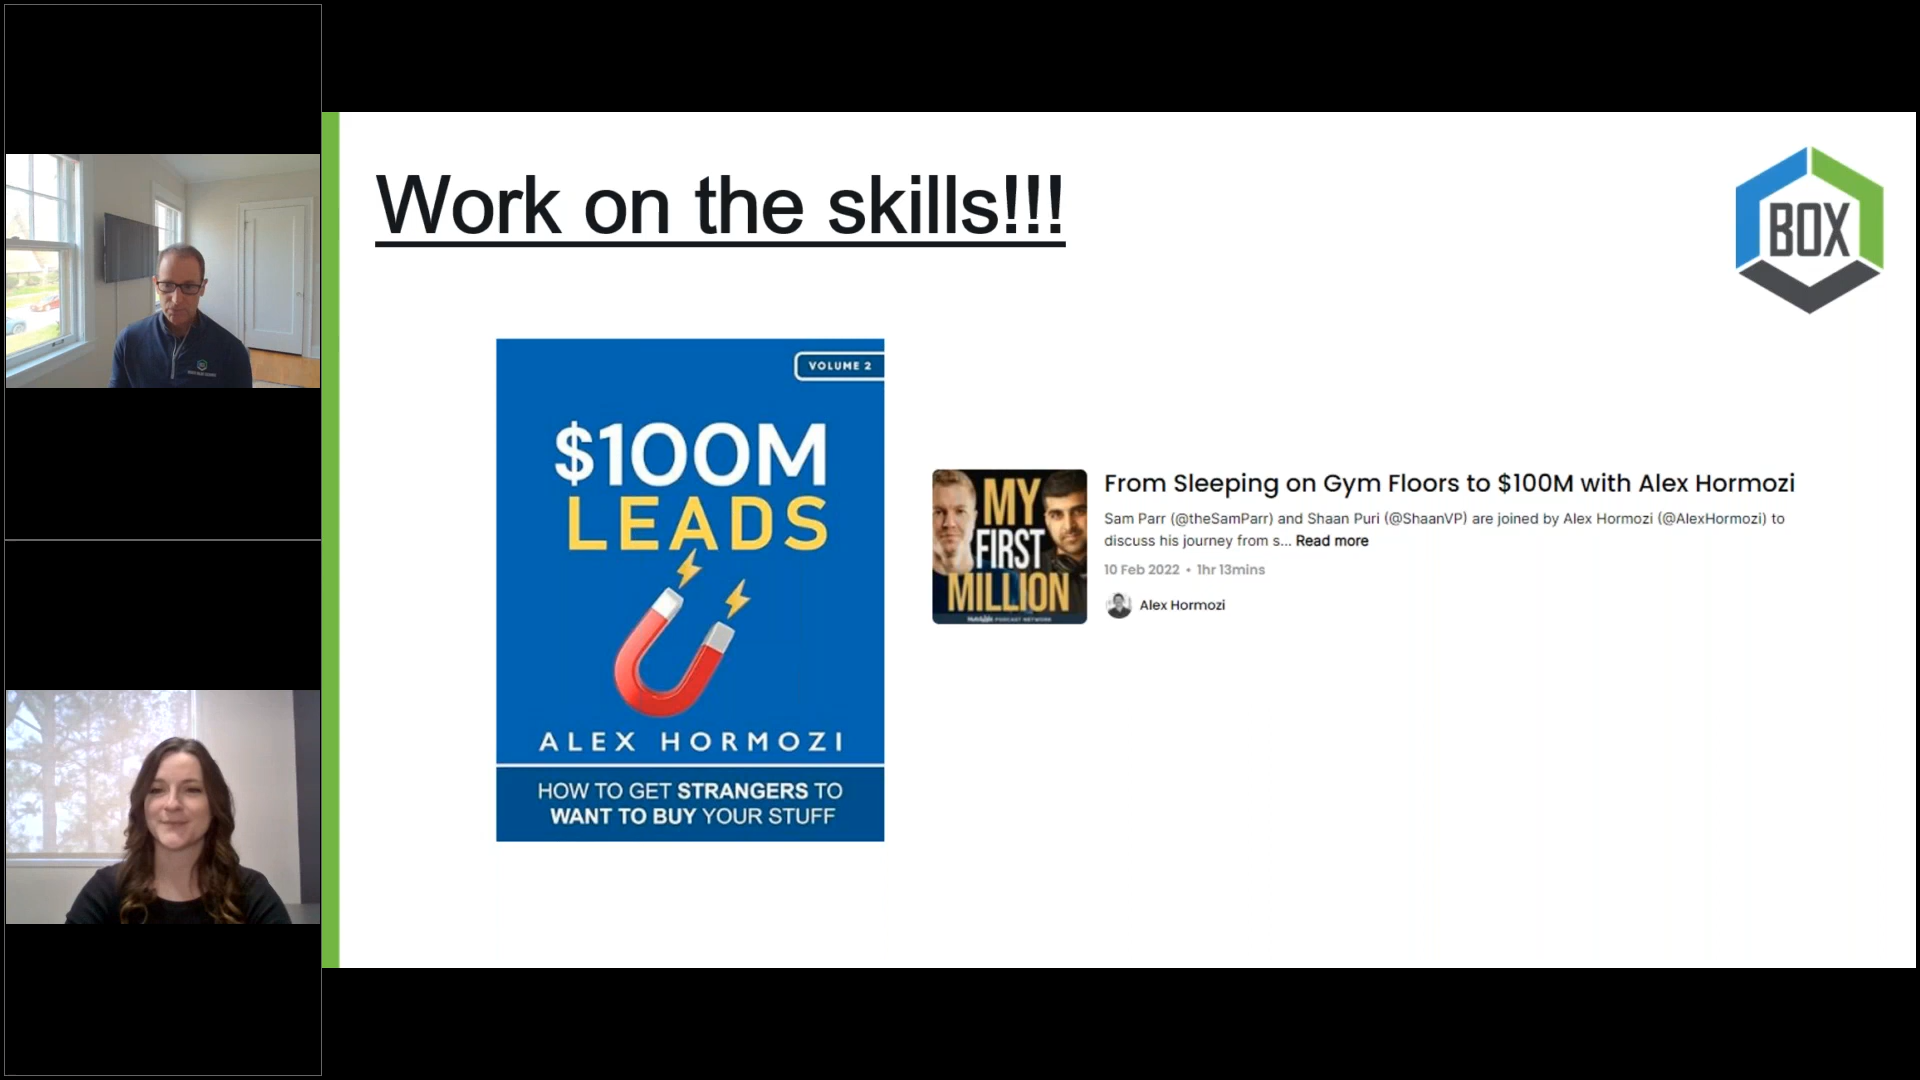 Work on the skills!!!
BOX
VOLUME 2
$100M
LEADS
ALEX HORMOZI
HOW TO GET STRANGERS TO
WANT TO BUY YOUR STUFF
MY
FIRST
MILLION
HubSpot PODCAST NETWORK
From Sleeping on Gym Floors to $100M with Alex Hormozi
Sam Parr (@theSamParr) and Shaan Puri (@ShaanVP) are joined by Alex Hormozi (@AlexHormozi) to
discuss his journey from s... Read more
10 Feb 2022 • 1hr 13mins
Alex Hormozi